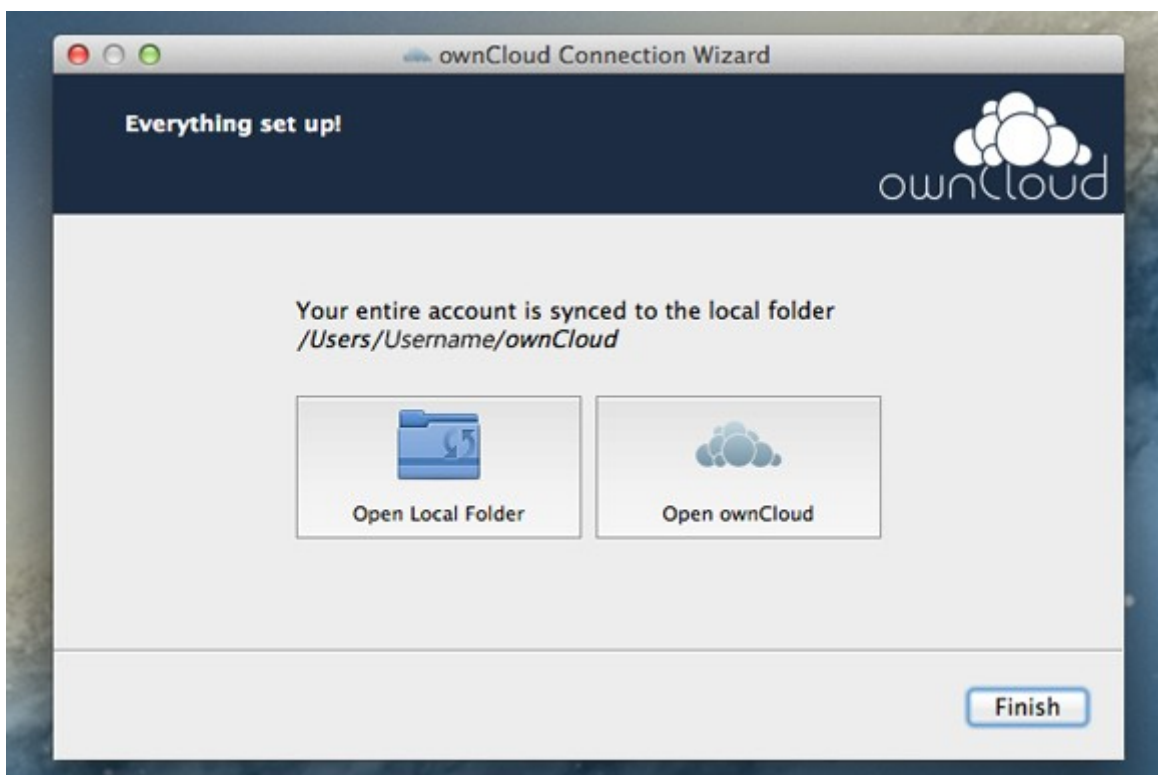 ownCloud Connection Wizard
Everything set up!
ownCloud
Your entire account is synced to the local folder
/Users/Username/ownCloud
Open Local Folder
Open ownCloud
Finish